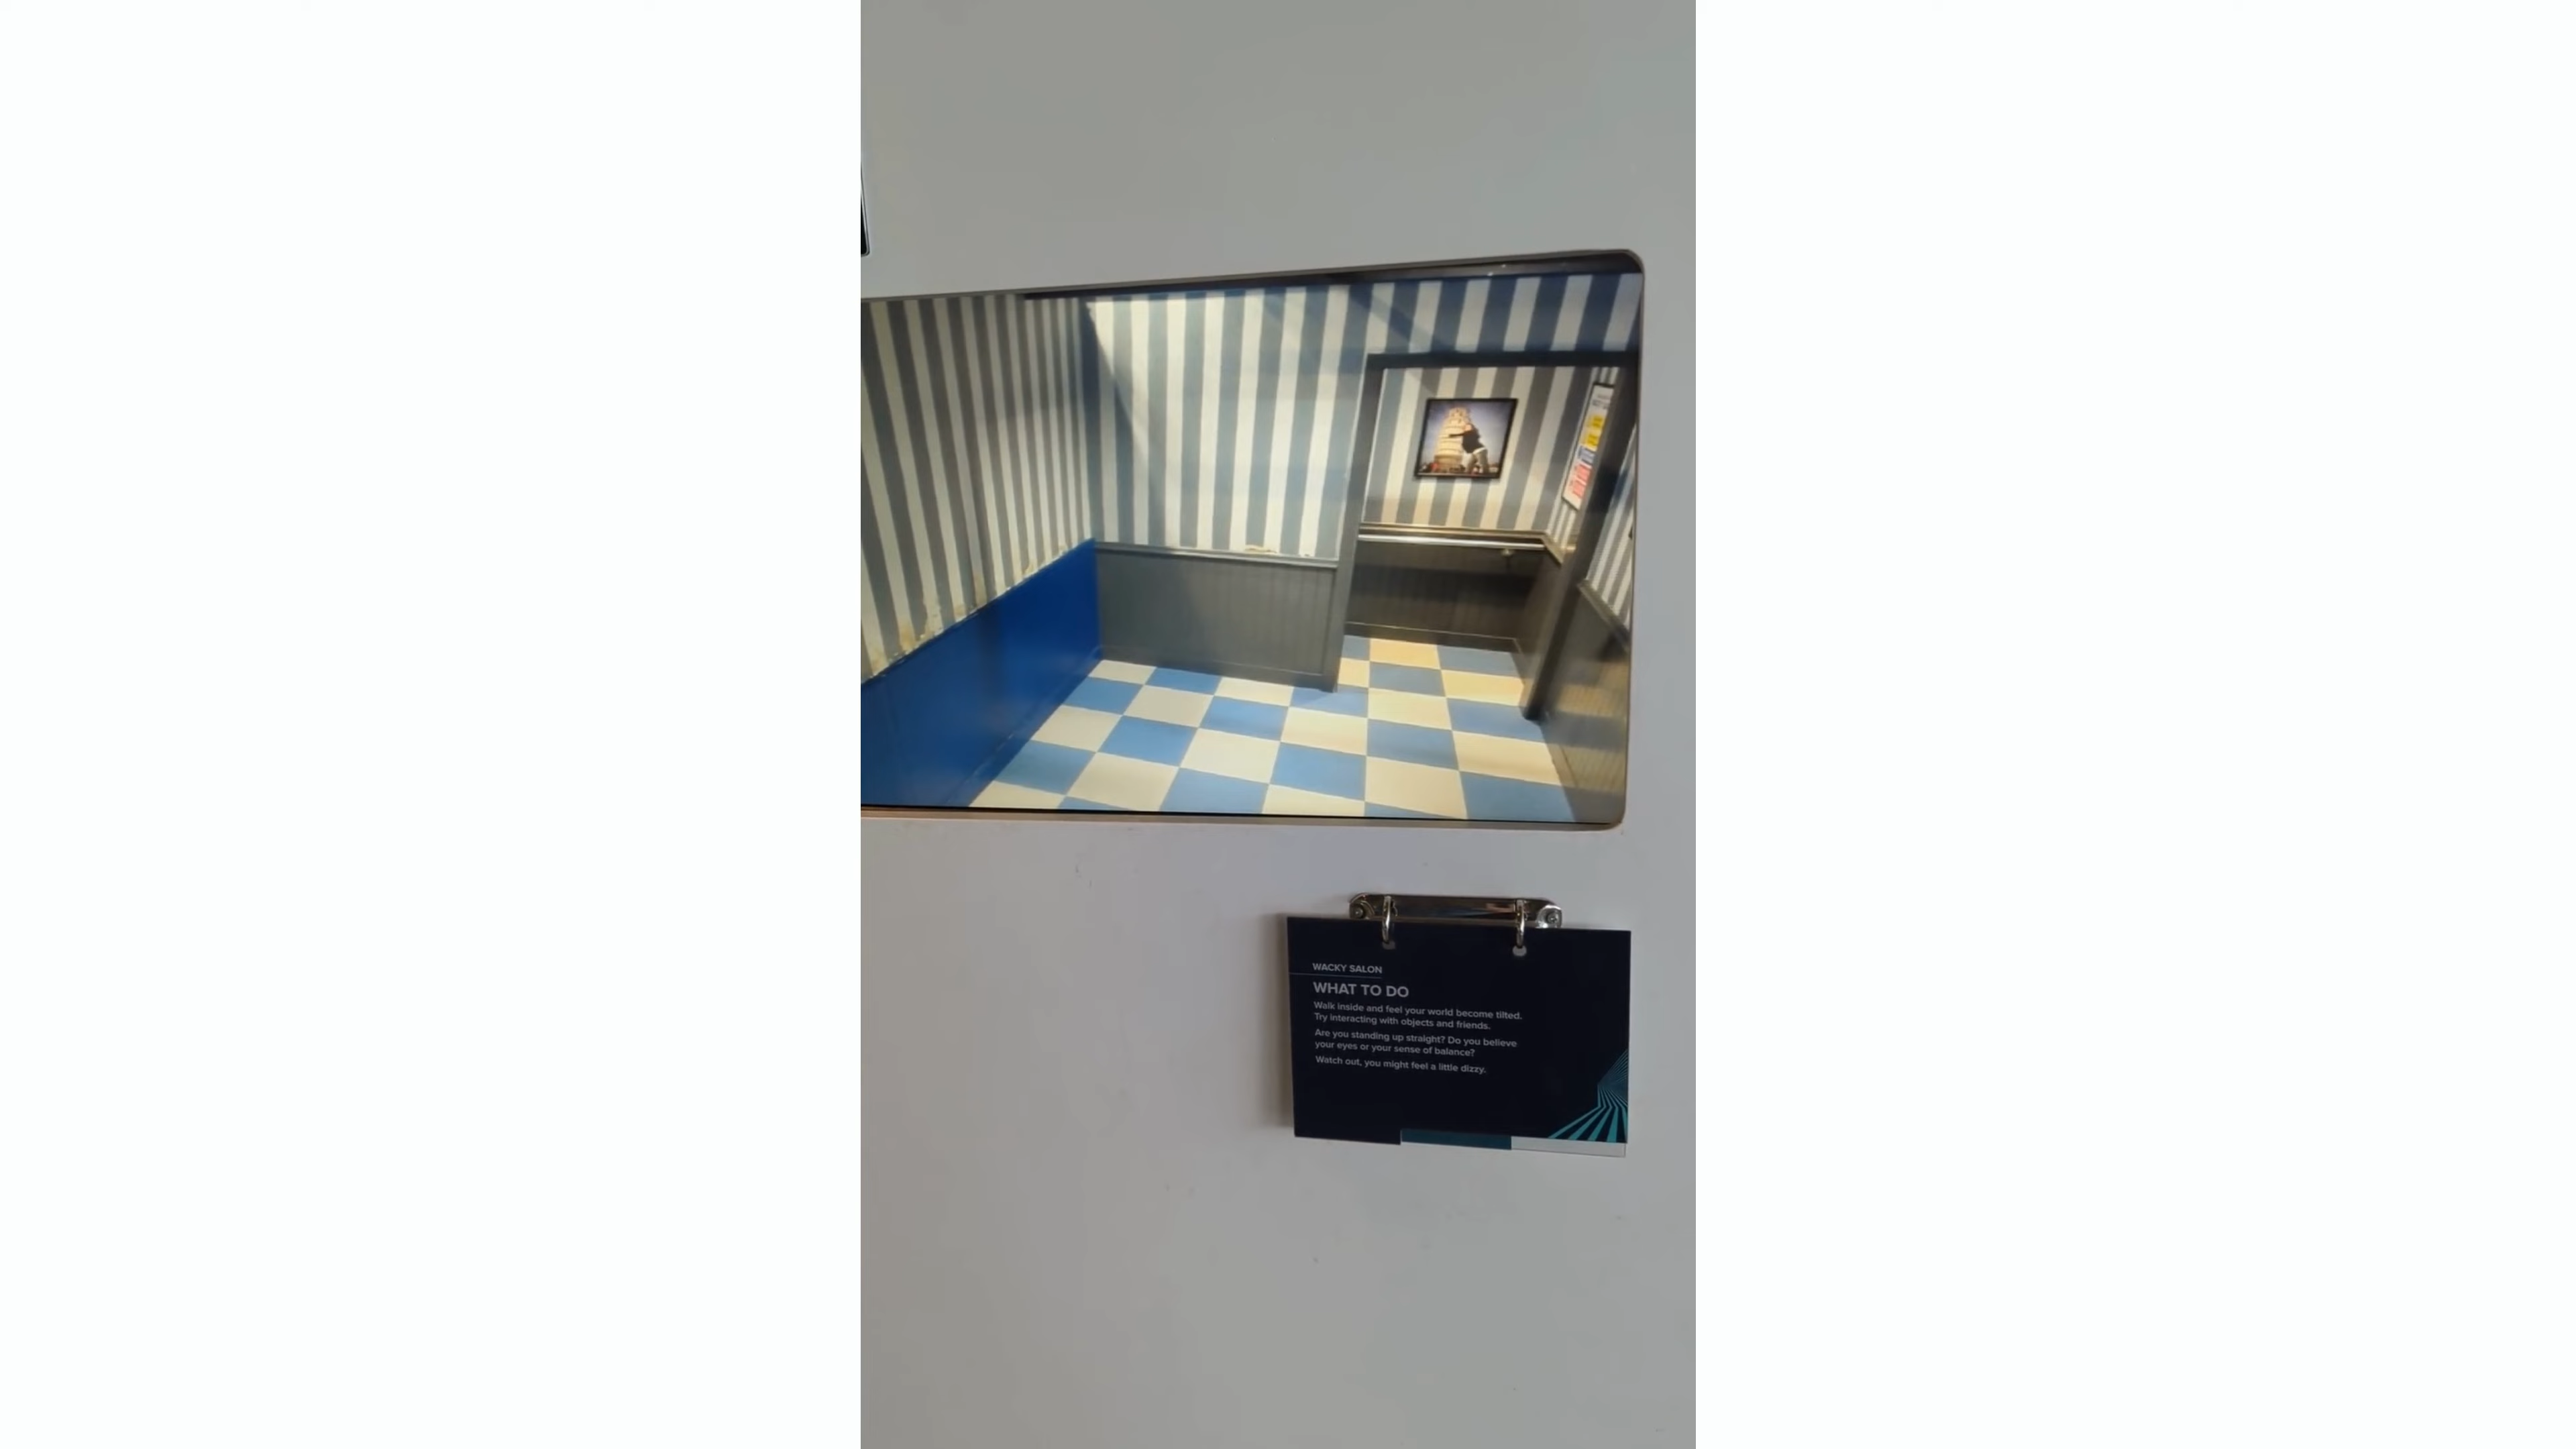 WACKY SALON
WHAT TO DO
Walk inside and feel your world become tilted.
Try interacting with objects and friends.
Are you standing up straight? Do you believe
your eyes or your sense of balance?
Watch out, you might feel a little dizzy.